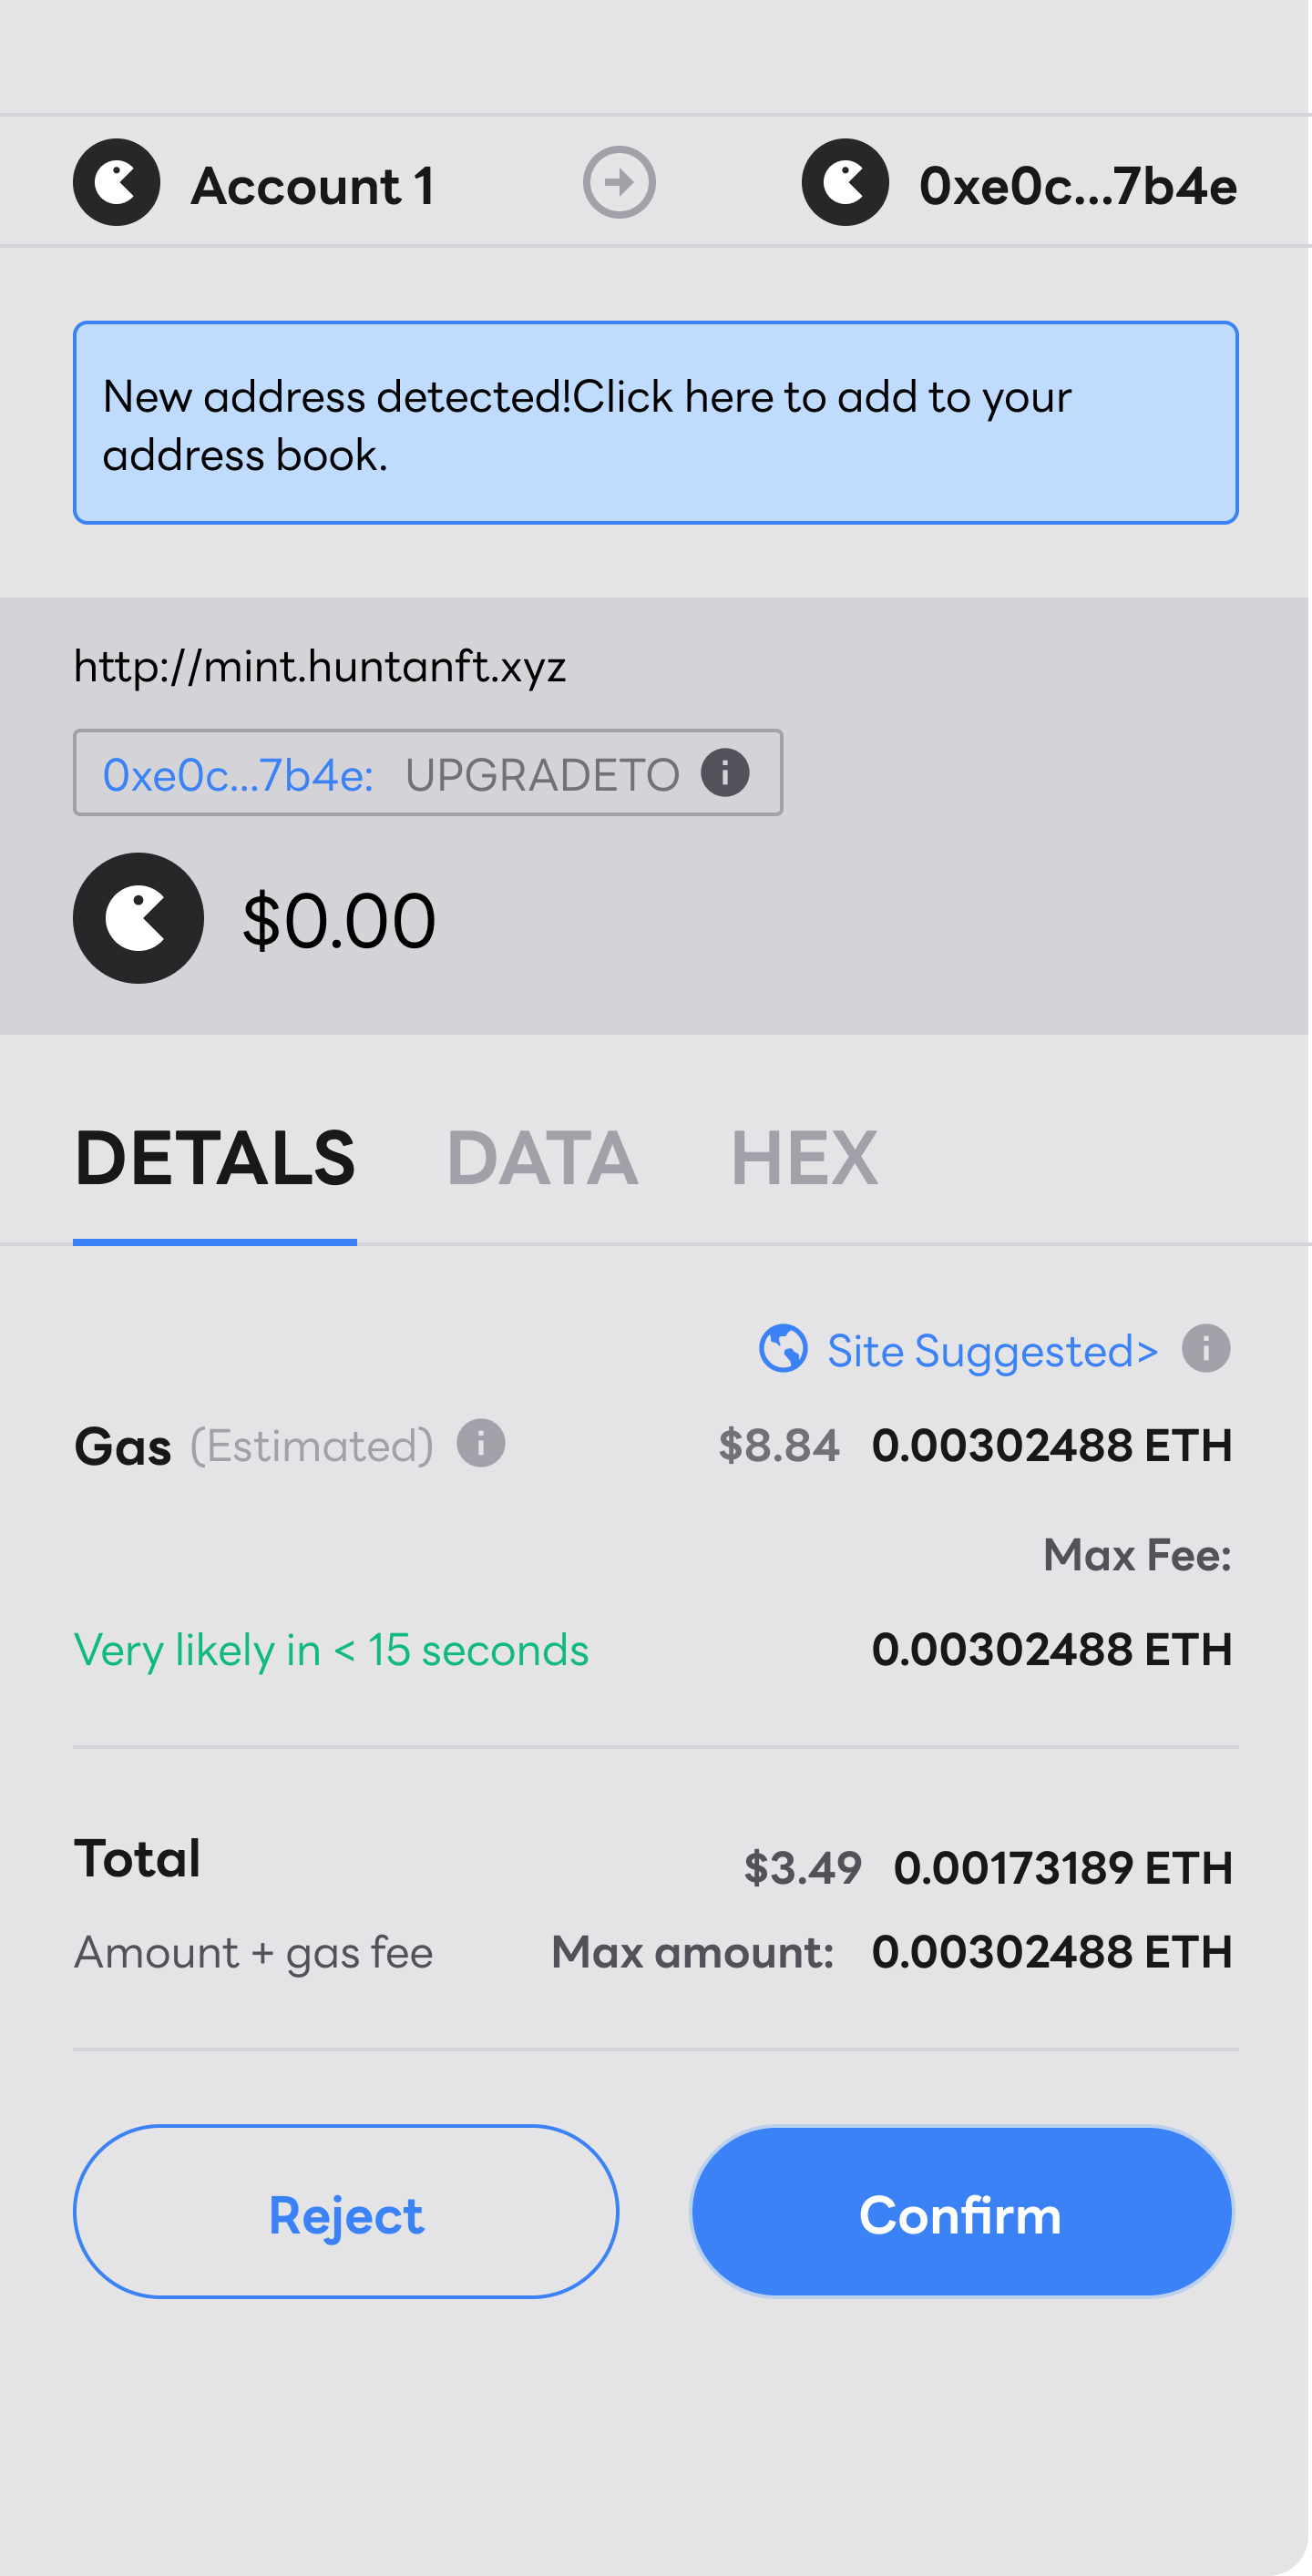 Account 1
0xe0c...7b4e
New address detected!Click here to add to your
address book.
http://mint.huntanft.xyz
0xe0c...7b4e: UPGRADETO
$0.00
DETALS DATA HEX
Site Suggested>
Gas (Estimated) $8.84 0.00302488 ETH
Max Fee:
Very likely in < 15 seconds 0.00302488 ETH
Total $3.49 0.00173189 ETH
Amount + gas fee Max amount: 0.00302488 ETH
Reject
Confirm